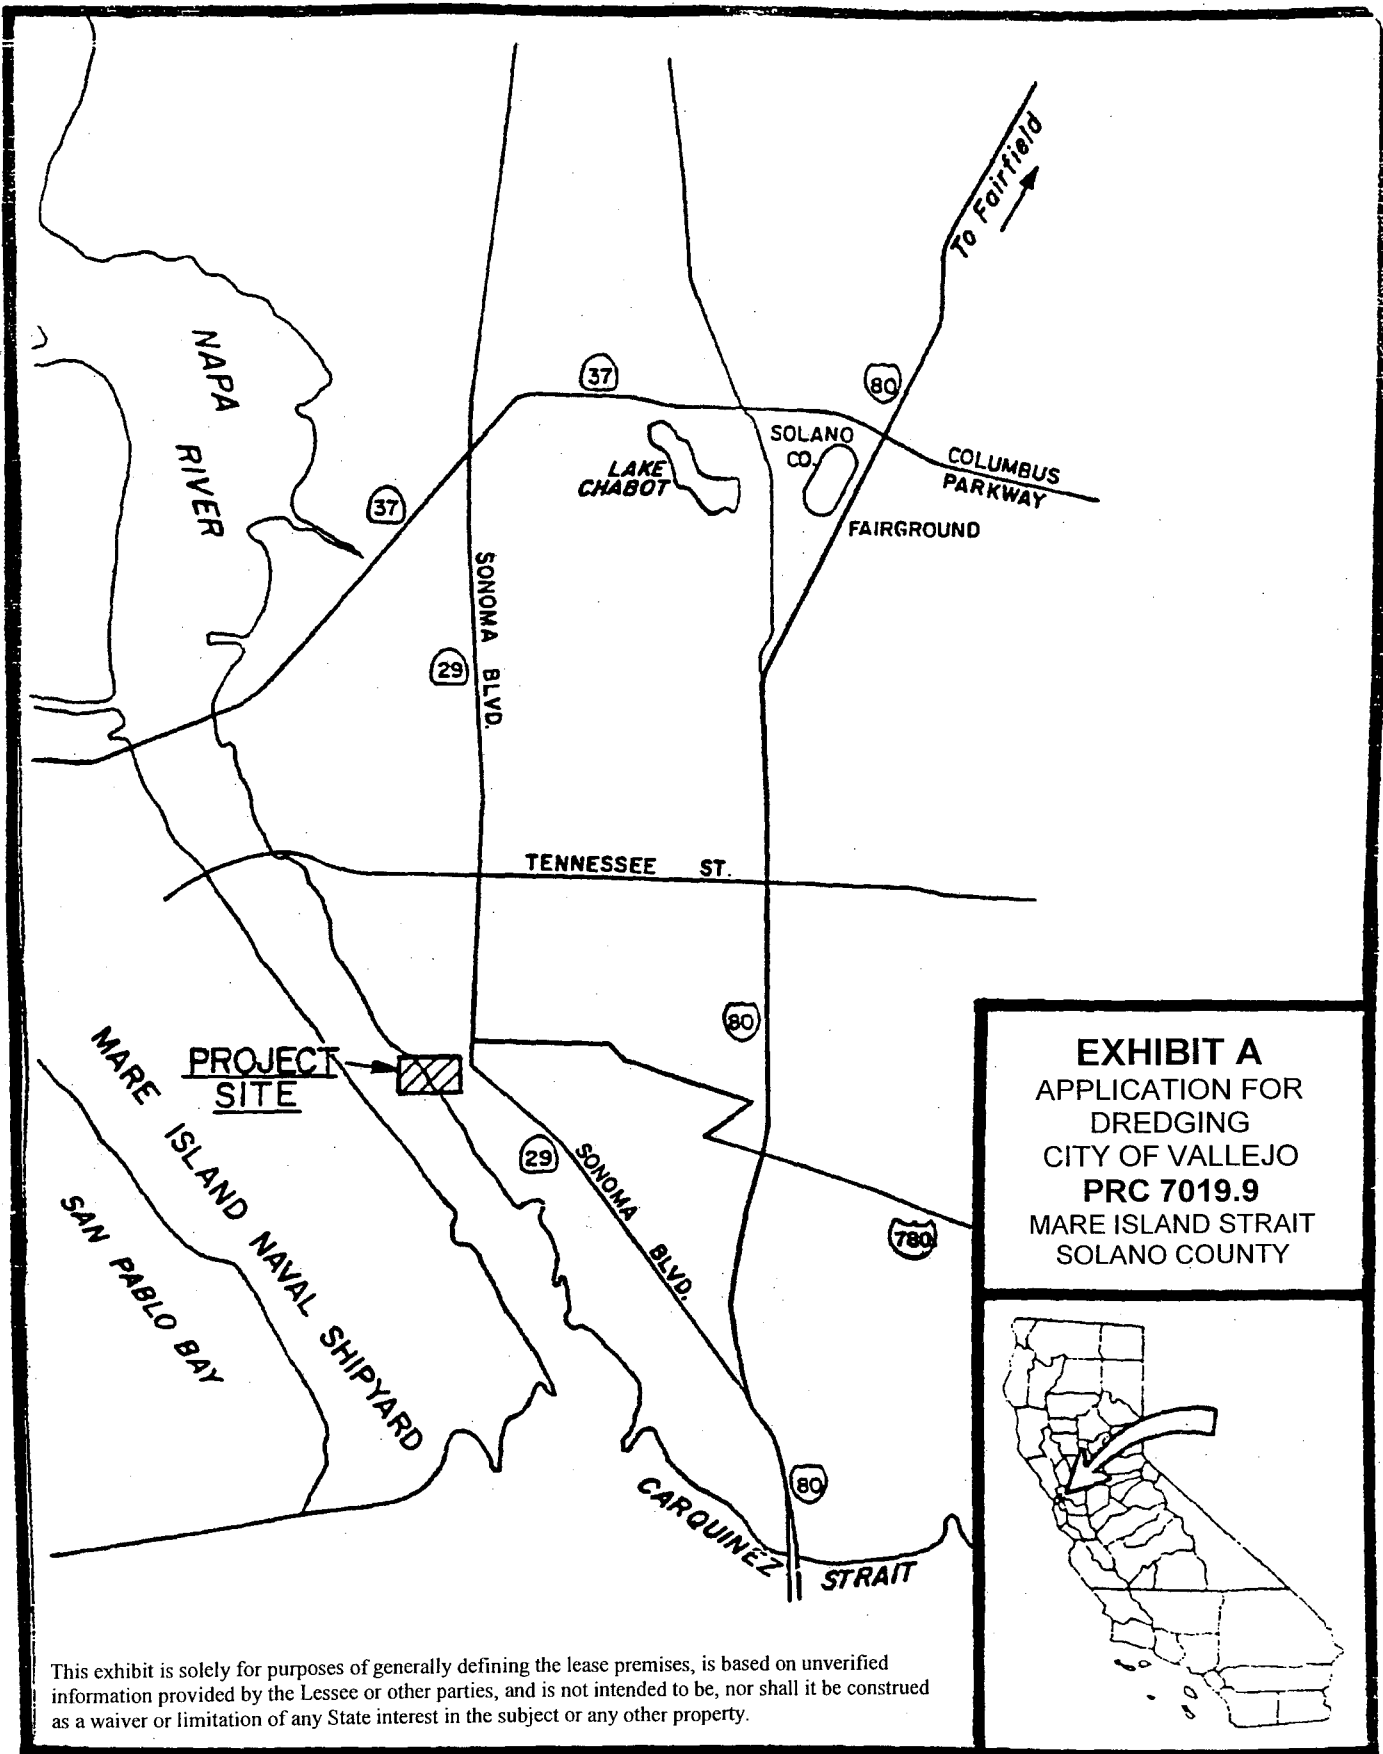 To Fairfield
NAPA
RIVER
37
80
SOLANO
CO.
FAIRGROUND
COLUMBUS
PARKWAY
LAKE
CHABOT
37
SONOMA BLVD.
29
TENNESSEE ST.
80
PROJECT
SITE
MARE ISLAND NAVAL SHIPYARD
SAN PABLO BAY
29
SONOMA BLVD.
780
80
CARQUINEZ STRAIT
EXHIBIT A
APPLICATION FOR
DREDGING
CITY OF VALLEJO
PRC 7019.9
MARE ISLAND STRAIT
SOLANO COUNTY
This exhibit is solely for purposes of generally defining the lease premises, is based on unverified
information provided by the Lessee or other parties, and is not intended to be, nor shall it be construed
as a waiver or limitation of any State interest in the subject or any other property.